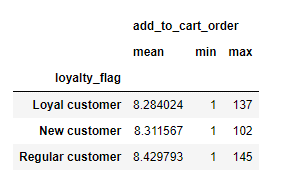 add_to_cart_order
mean min max
loyalty_flag
Loyal customer 8.284024 1 137
New customer 8.311567 1 102
Regular customer 8.429793 1 145